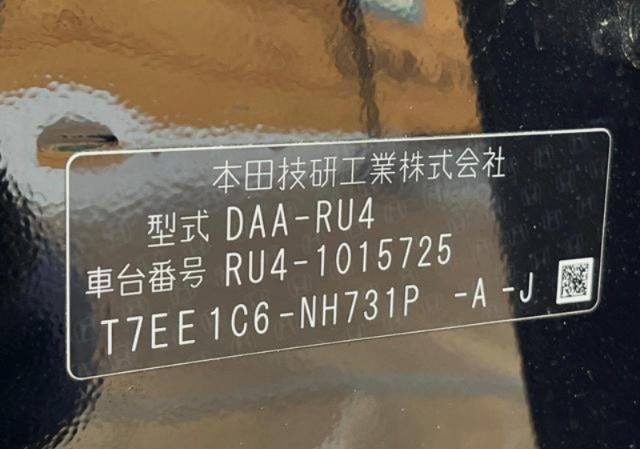 本田技研工業株式会社
型式 DAA-RU4
車台番号 RU4-1015725
T7EE1C6-NH731P -A -J